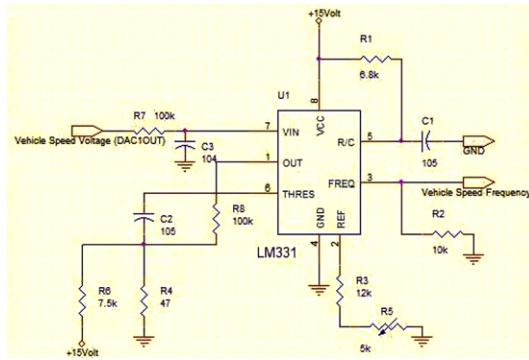 +15Volt
R1
6.8k
U1
8
VCC
R7 100k
7
VIN
R/C
5
C1
105
GND
Vehicle Speed Voltage (DAC1OUT)
C3
104
1
OUT
FREQ
3
Vehicle Speed Frequency
6
THRES
C2
105
R8
100k
GND
REF
4
2
R2
10k
LM331
R6
7.5k
R4
47
R3
12k
R5
5k
+15Volt